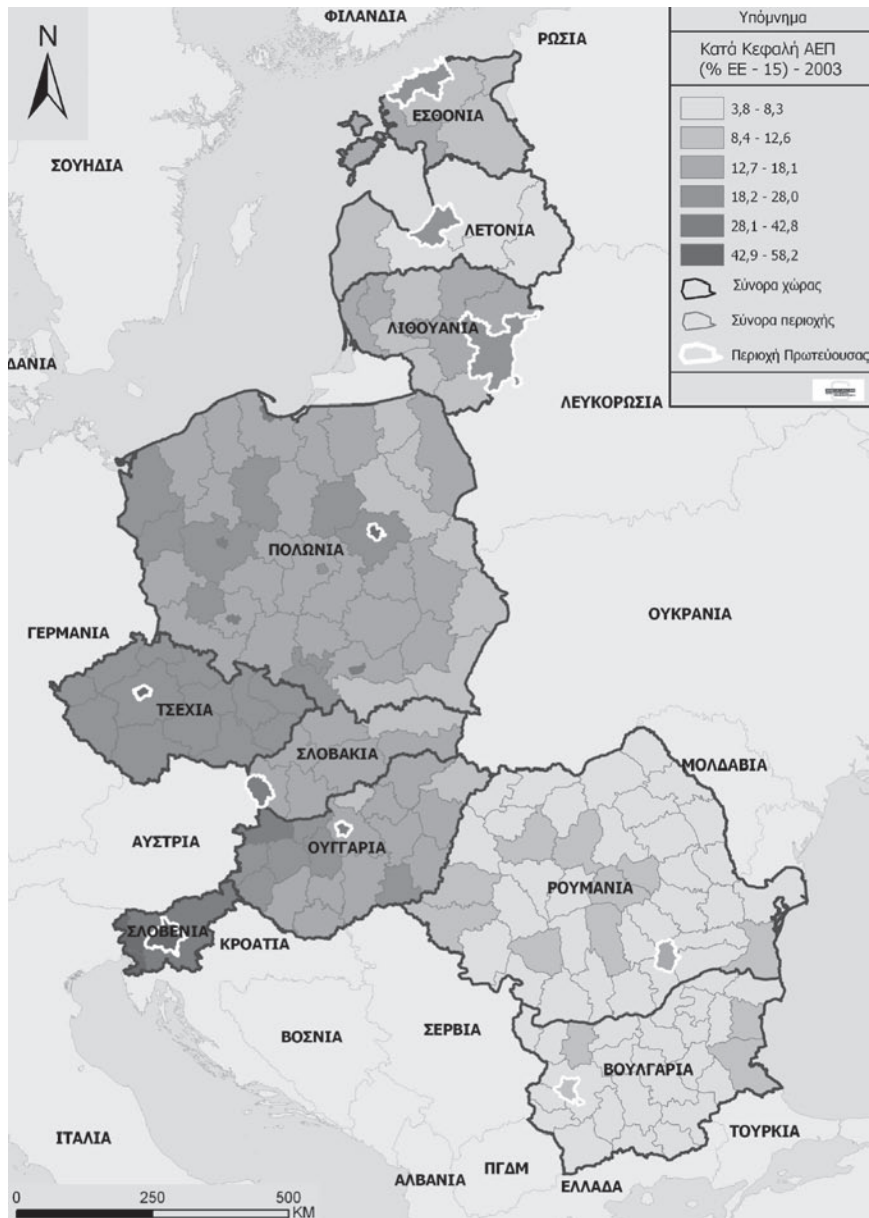 N
ΦΙΛΑΝΔΙΑ
ΡΩΣΙΑ
Υπόμνημα
Κατά Κεφαλή ΑΕΠ
(% ΕΕ - 15) - 2003
3,8 - 8,3
8,4 - 12,6
12,7 - 18,1
18,2 - 28,0
28,1 - 42,8
42,9 - 58,2
Σύνορα χώρας
Σύνορα περιοχής
Περιοχή Πρωτεύουσας
ΕΣΘΟΝΙΑ
ΣΟΥΗΔΙΑ
ΛΕΤΟΝΙΑ
ΛΙΘΟΥΑΝΙΑ
ΔΑΝΙΑ
ΛΕΥΚΟΡΩΣΙΑ
ΠΟΛΩΝΙΑ
ΟΥΚΡΑΝΙΑ
ΓΕΡΜΑΝΙΑ
ΤΣΕΧΙΑ
ΣΛΟΒΑΚΙΑ
ΜΟΛΔΑΒΙΑ
ΑΥΣΤΡΙΑ
ΟΥΓΓΑΡΙΑ
ΡΟΥΜΑΝΙΑ
ΣΛΟΒΕΝΙΑ
ΚΡΟΑΤΙΑ
ΒΟΣΝΙΑ
ΣΕΡΒΙΑ
ΒΟΥΛΓΑΡΙΑ
ΙΤΑΛΙΑ
ΤΟΥΡΚΙΑ
ΑΛΒΑΝΙΑ
ΠΓΔΜ
ΕΛΛΑΔΑ
0 250 500
KM